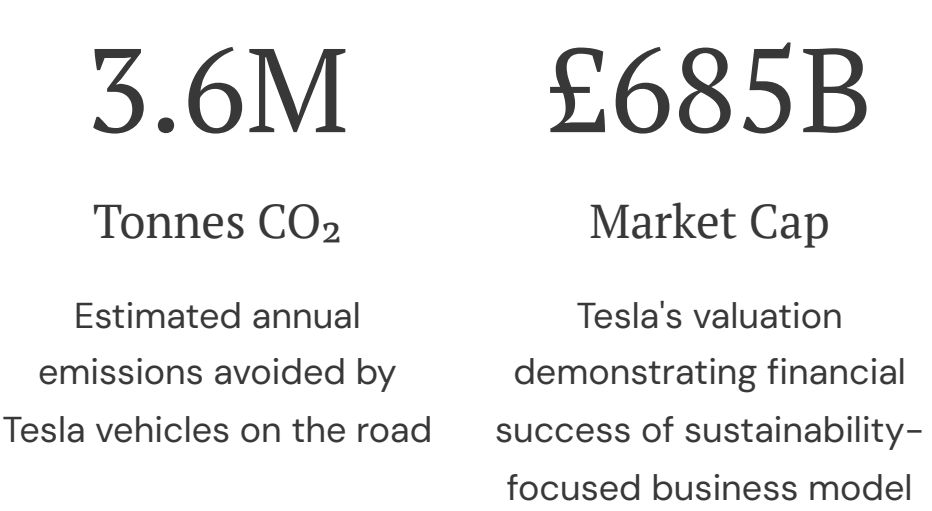 3.6M
Tonnes CO₂
Estimated annual
emissions avoided by
Tesla vehicles on the road
£685B
Market Cap
Tesla's valuation
demonstrating financial
success of sustainability-
focused business model